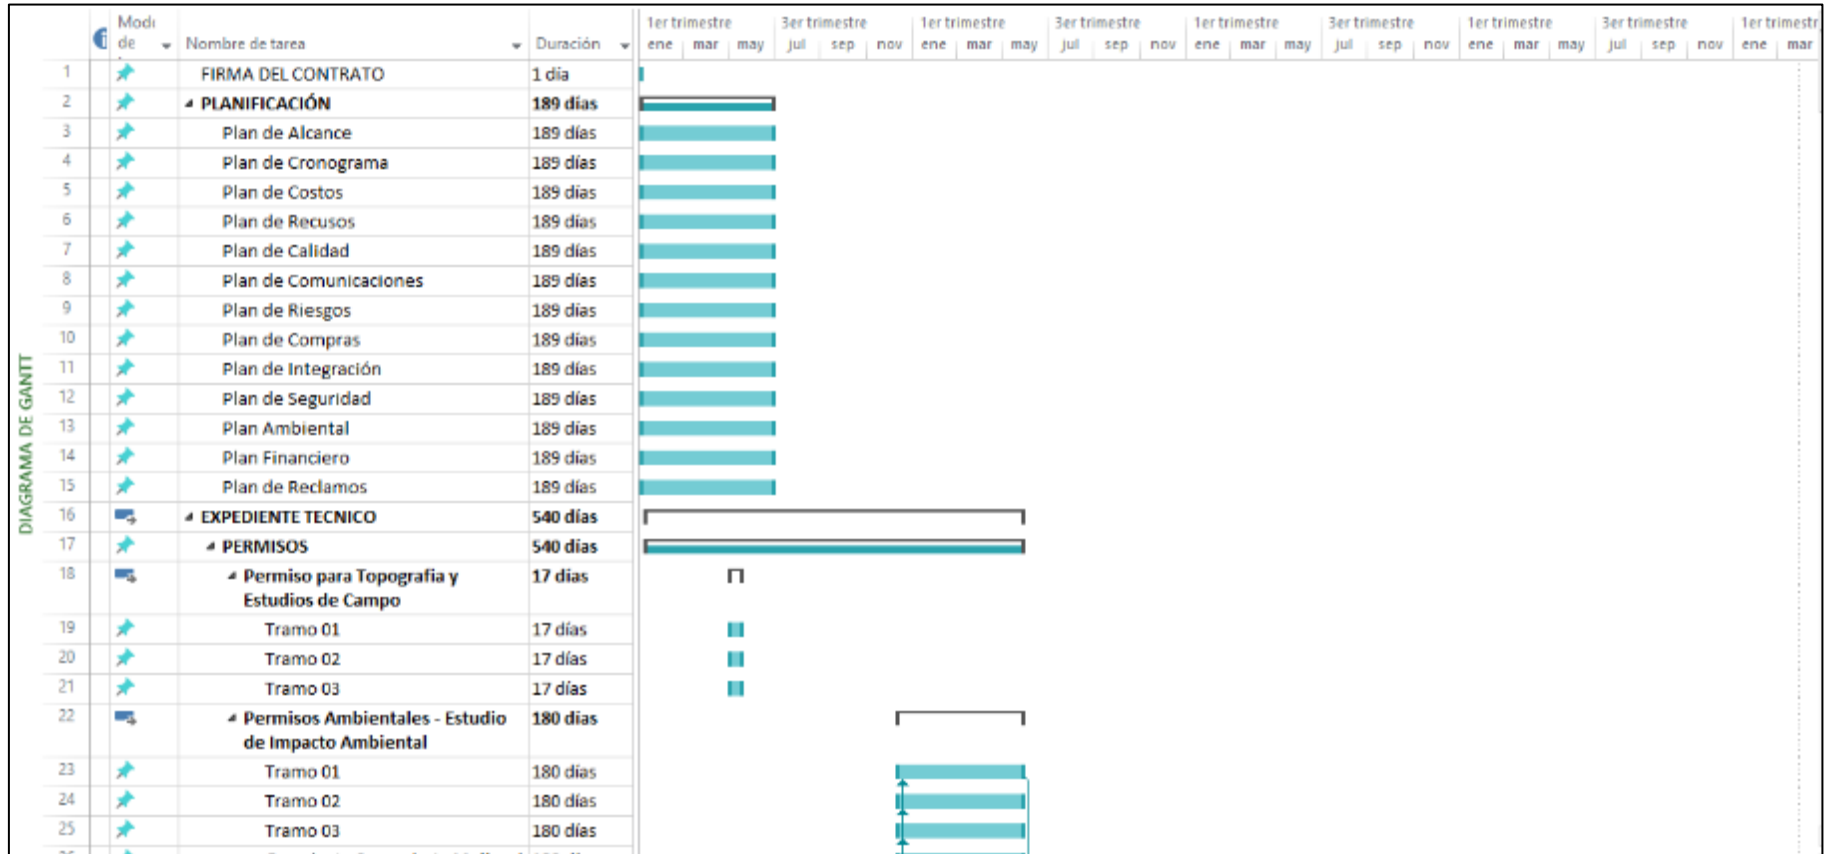 Modo
de
Nombre de tarea
Duración
1er trimestre 3er trimestre 1er trimestre 3er trimestre 1er trimestre 3er trimestre 1er trimestre 3er trimestre 1er trimestr
ene mar may jul sep nov ene mar may jul sep nov ene mar may jul sep nov ene mar may jul sep nov ene mar
DIAGRAMA DE GANTT
1 FIRMA DEL CONTRATO 1 día
2 PLANIFICACIÓN 189 días
3 Plan de Alcance 189 días
4 Plan de Cronograma 189 días
5 Plan de Costos 189 días
6 Plan de Recusos 189 días
7 Plan de Calidad 189 días
8 Plan de Comunicaciones 189 días
9 Plan de Riesgos 189 días
10 Plan de Compras 189 días
11 Plan de Integración 189 días
12 Plan de Seguridad 189 días
13 Plan Ambiental 189 días
14 Plan Financiero 189 días
15 Plan de Reclamos 189 días
16 EXPEDIENTE TECNICO 540 días
17 PERMISOS 540 días
18 Permiso para Topografia y 17 días
Estudios de Campo
19 Tramo 01 17 días
20 Tramo 02 17 días
21 Tramo 03 17 días
22 Permisos Ambientales - Estudio 180 días
de Impacto Ambiental
23 Tramo 01 180 días
24 Tramo 02 180 días
25 Tramo 03 180 días